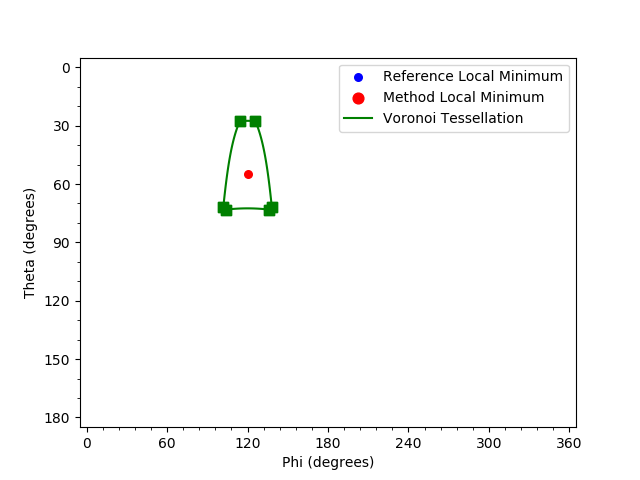 Reference Local Minimum
Method Local Minimum
Voronoi Tessellation
Theta (degrees)
0
30
60
90
120
150
180
0 60 120 180 240 300 360
Phi (degrees)